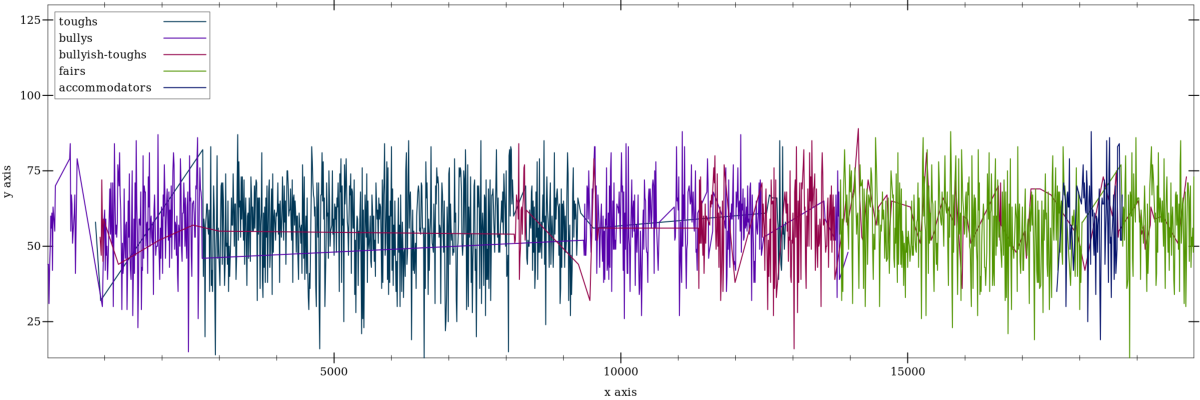 125
100
75
50
25
y axis
toughs
bullys
bullyish-toughs
fairs
accommodators
5000
10000
15000
x axis